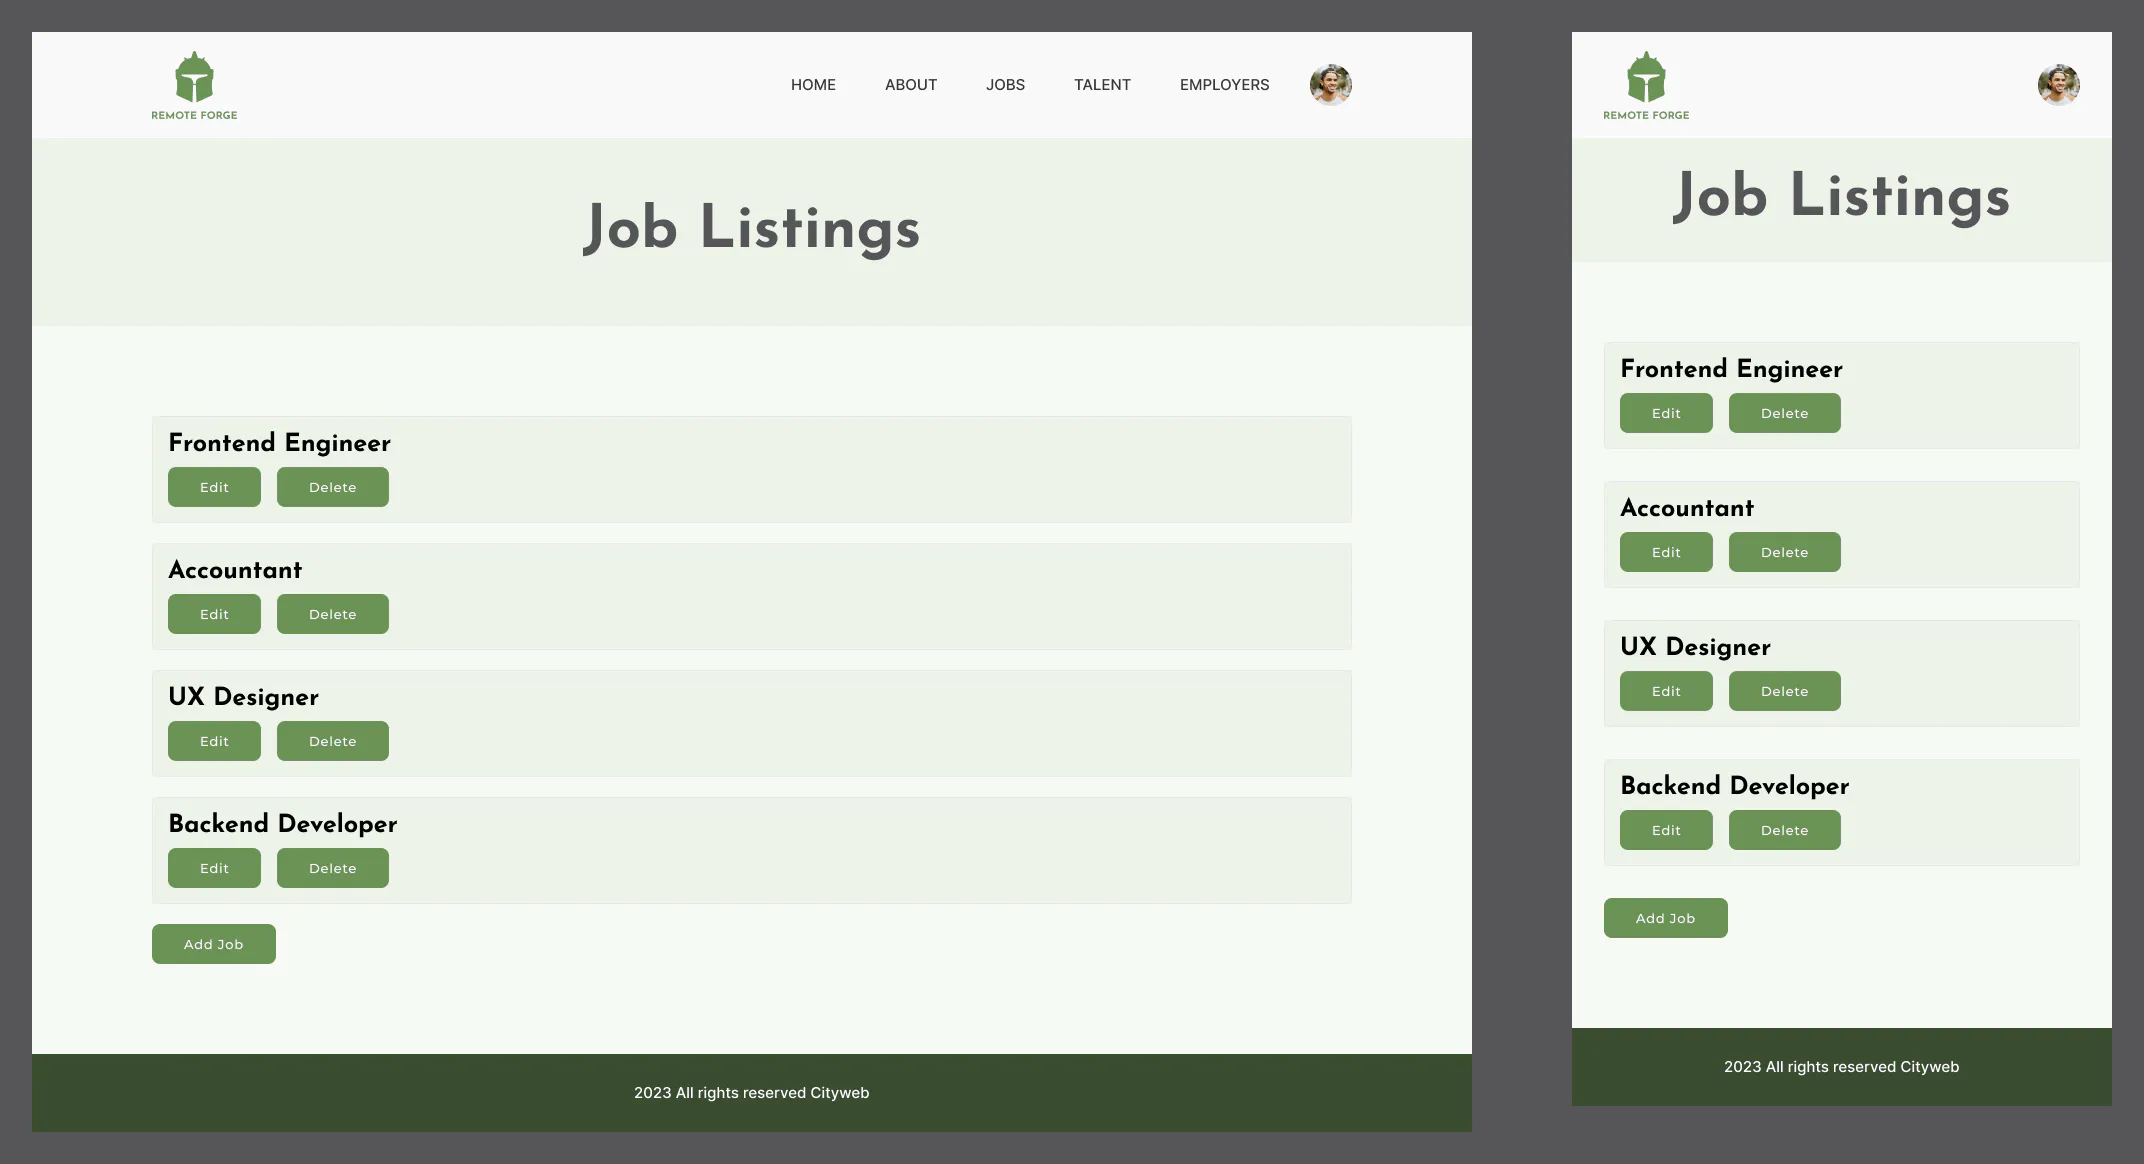 REMOTE FORGE
HOME ABOUT JOBS TALENT EMPLOYERS
Job Listings
Frontend Engineer
Edit Delete
Accountant
Edit Delete
UX Designer
Edit Delete
Backend Developer
Edit Delete
Add Job
2023 All rights reserved Cityweb
REMOTE FORGE
Job Listings
Frontend Engineer
Edit Delete
Accountant
Edit Delete
UX Designer
Edit Delete
Backend Developer
Edit Delete
Add Job
2023 All rights reserved Cityweb